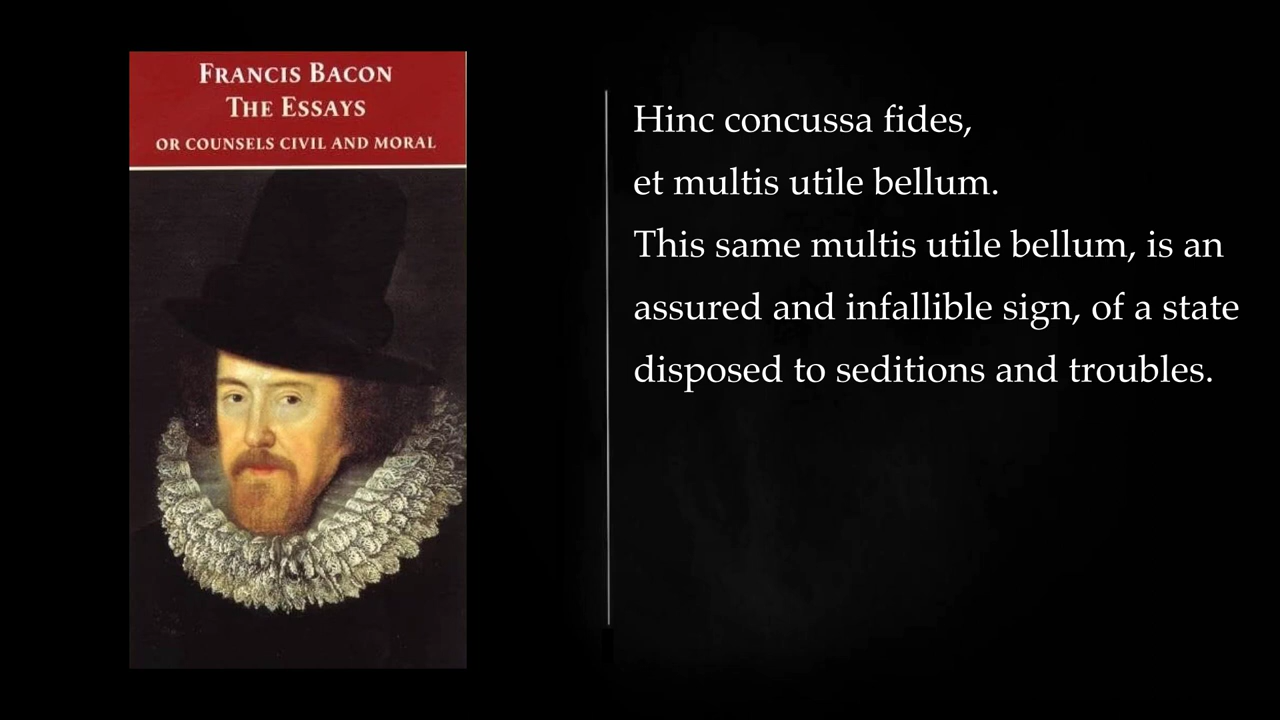 FRANCIS BACON
THE ESSAYS
OR COUNSELS CIVIL AND MORAL
Hinc concussa fides,
et multis utile bellum.
This same multis utile bellum, is an
assured and infallible sign, of a state
disposed to seditions and troubles.